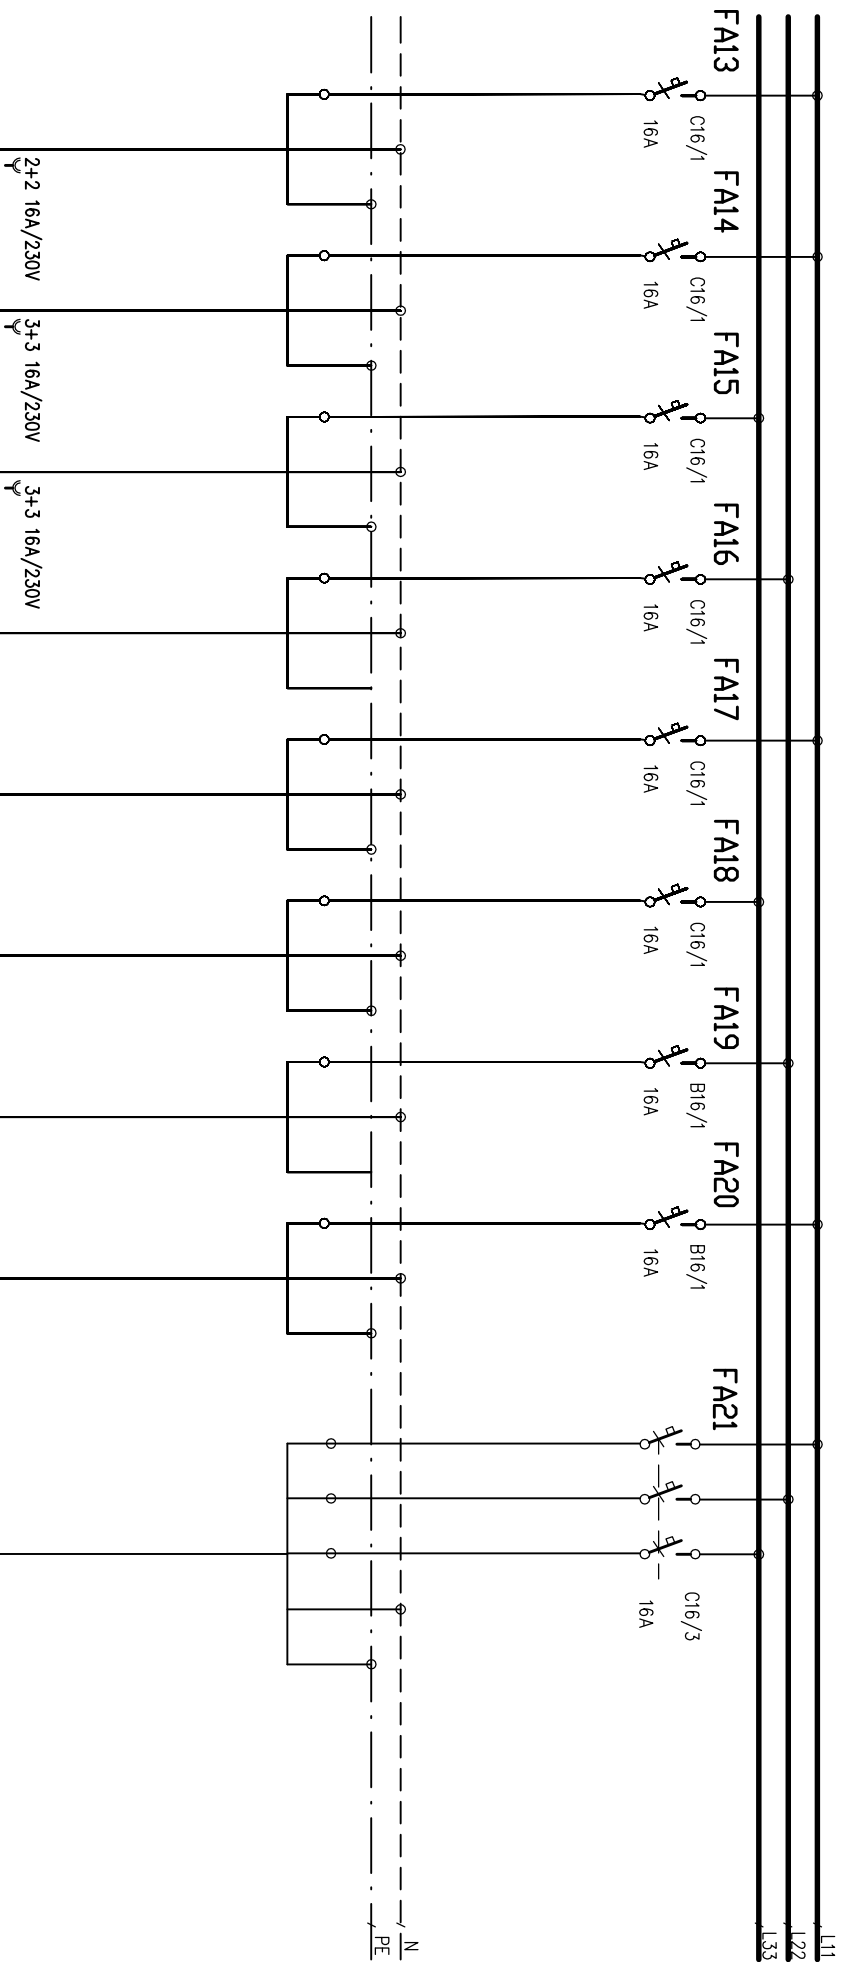 FA13
C16/1
16A
2+2 16A/230V
FA14
C16/1
16A
3+3 16A/230V
FA15
C16/1
16A
3+3 16A/230V
FA16
C16/1
16A
FA17
C16/1
16A
FA18
C16/1
16A
FA19
B16/1
16A
FA20
B16/1
16A
FA21
C16/3
16A
L11
L22
L33
N
PE